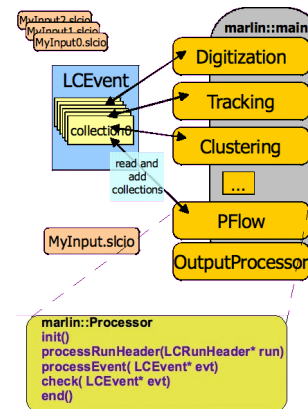 MyInput2.slcio
MyInput1.slcio
MyInput0.slcio
marlin::main
LCEvent
collection0
read and
add
collections
Digitization
Tracking
Clustering
...
PFlow
OutputProcessor
MyInput.slcio
marlin::Processor
init()
processRunHeader(LCRunHeader* run)
processEvent( LCEvent* evt)
check( LCEvent* evt)
end()